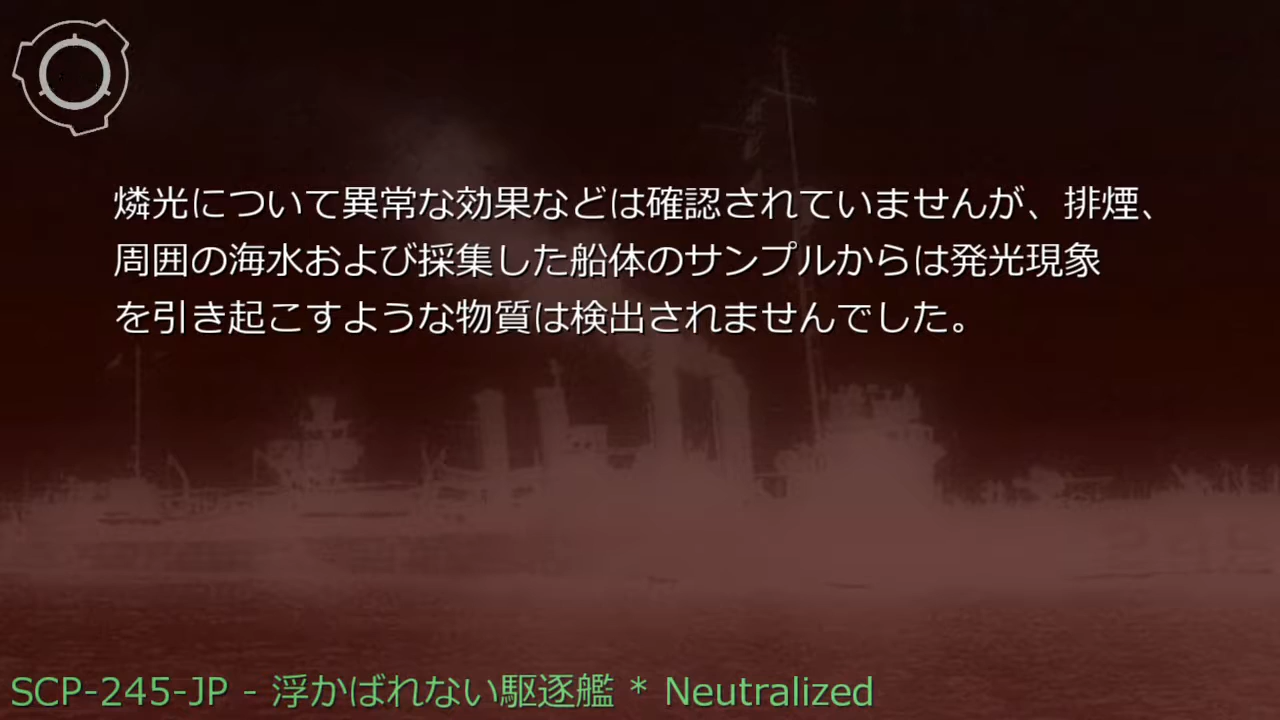 燐光について異常な効果などは確認されていませんが、排煙、
周囲の海水および採集した船体のサンプルからは発光現象
を引き起こすような物質は検出されませんでした。
SCP-245-JP - 浮かばれない駆逐艦 * Neutralized